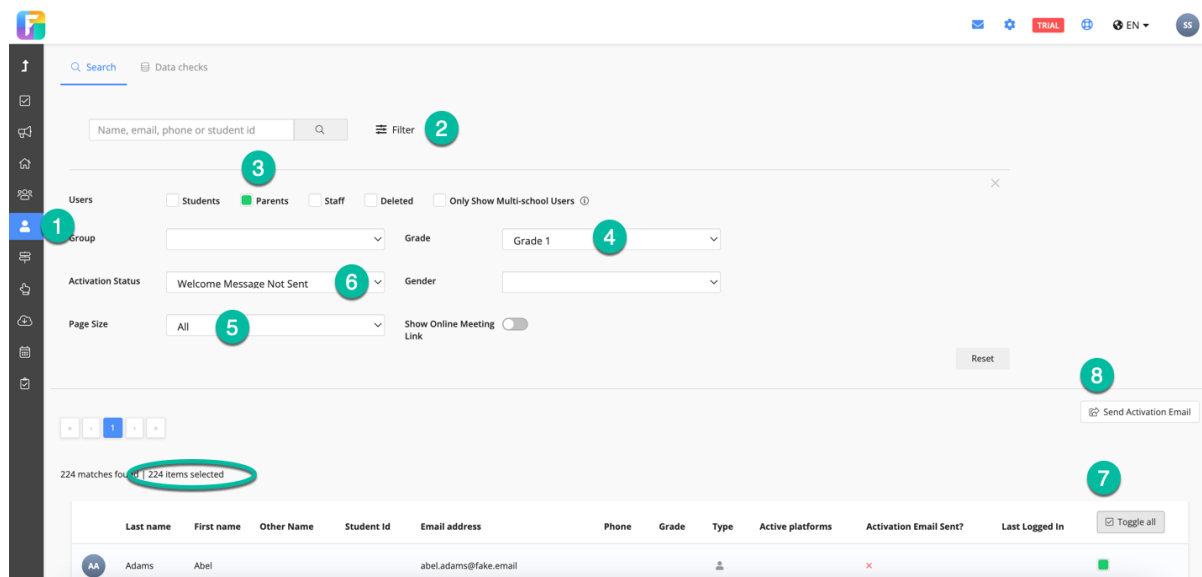 TRIAL
EN
SS
Search
Data checks
Name, email, phone or student id
Filter
2
3
Users
Students
Parents
Staff
Deleted
Only Show Multi-school Users
1
Group
Grade
Grade 1
4
Activation Status
Welcome Message Not Sent
6
Gender
Page Size
All
5
Show Online Meeting
Link
Reset
8
Send Activation Email
« ‹ 1 › »
224 matches found | 224 items selected
7
Last name First name Other Name Student Id Email address Phone Grade Type Active platforms Activation Email Sent? Last Logged In Toggle all
AA Adams Abel abel.adams@fake.email